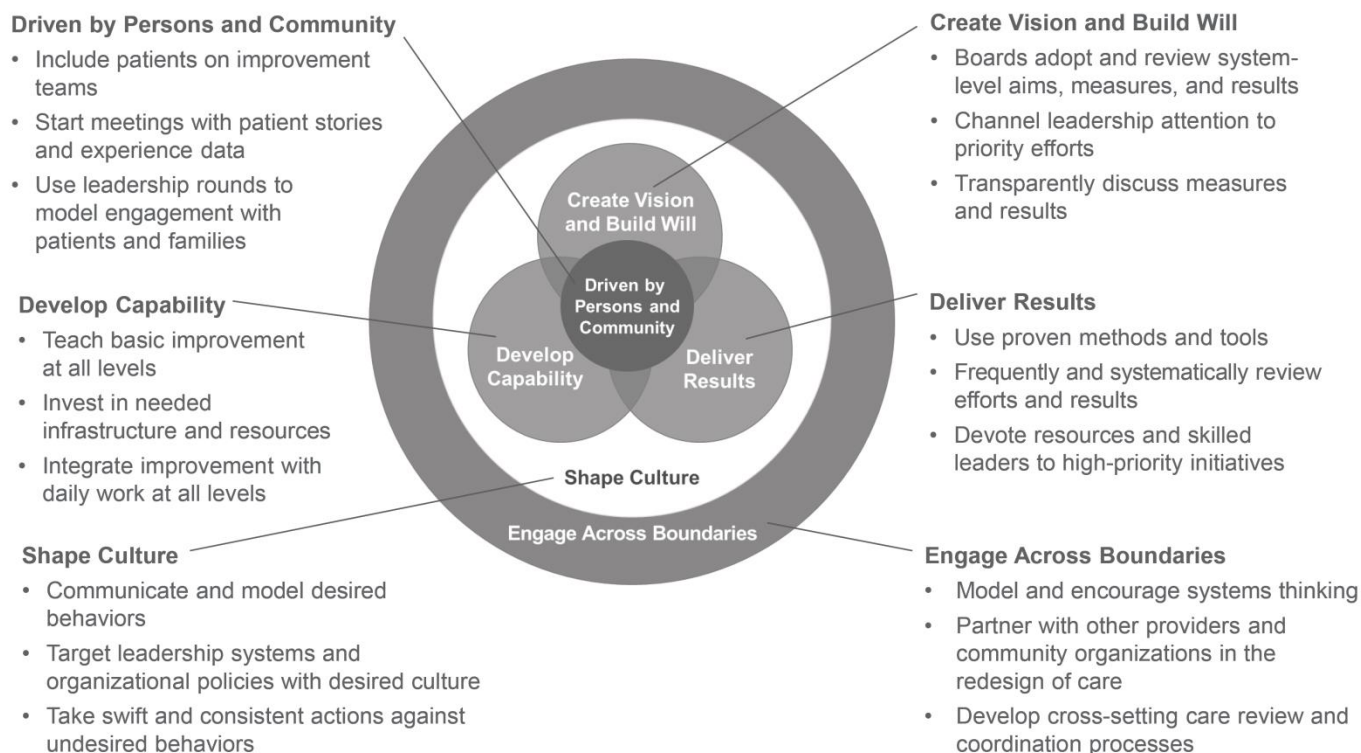 Driven by Persons and Community
• Include patients on improvement
teams
• Start meetings with patient stories
and experience data
• Use leadership rounds to
model engagement with
patients and families
Develop Capability
• Teach basic improvement
at all levels
• Invest in needed
infrastructure and resources
• Integrate improvement with
daily work at all levels
Shape Culture
• Communicate and model desired
behaviors
• Target leadership systems and
organizational policies with desired culture
• Take swift and consistent actions against
undesired behaviors
Create Vision
and Build Will
Driven by
Persons and
Community
Develop
Capability
Deliver
Results
Shape Culture
Engage Across Boundaries
Create Vision and Build Will
• Boards adopt and review system-
level aims, measures, and results
• Channel leadership attention to
priority efforts
• Transparently discuss measures
and results
Deliver Results
• Use proven methods and tools
• Frequently and systematically review
efforts and results
• Devote resources and skilled
leaders to high-priority initiatives
Engage Across Boundaries
• Model and encourage systems thinking
• Partner with other providers and
community organizations in the
redesign of care
• Develop cross-setting care review and
coordination processes